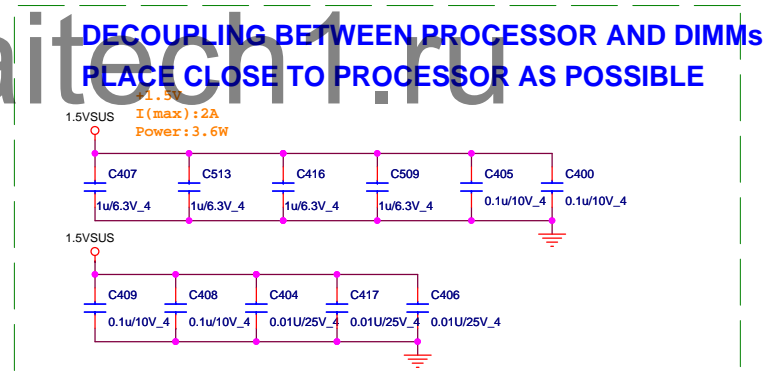 DECOUPLING BETWEEN PROCESSOR AND DIMMs
PLACE CLOSE TO PROCESSOR AS POSSIBLE
aitech1.ru
+1.5V
I(max):2A
Power:3.6W
1.5VSUS
C407
C513
C416
C509
C405
C400
1u/6.3V_4
1u/6.3V_4
1u/6.3V_4
1u/6.3V_4
0.1u/10V_4
0.1u/10V_4
1.5VSUS
C409
C408
C404
C417
C406
0.1u/10V_4
0.1u/10V_4
0.01U/25V_4
0.01U/25V_4
0.01U/25V_4